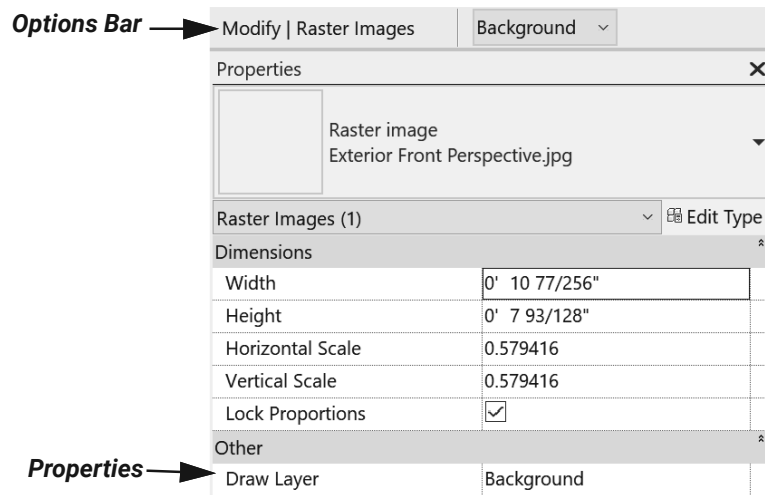 Options Bar
Modify | Raster Images Background
Properties
Raster image
Exterior Front Perspective.jpg
Raster Images (1) Edit Type
Dimensions
Width 0' 10 77/256"
Height 0' 7 93/128"
Horizontal Scale 0.579416
Vertical Scale 0.579416
Lock Proportions
Other
Properties
Draw Layer Background